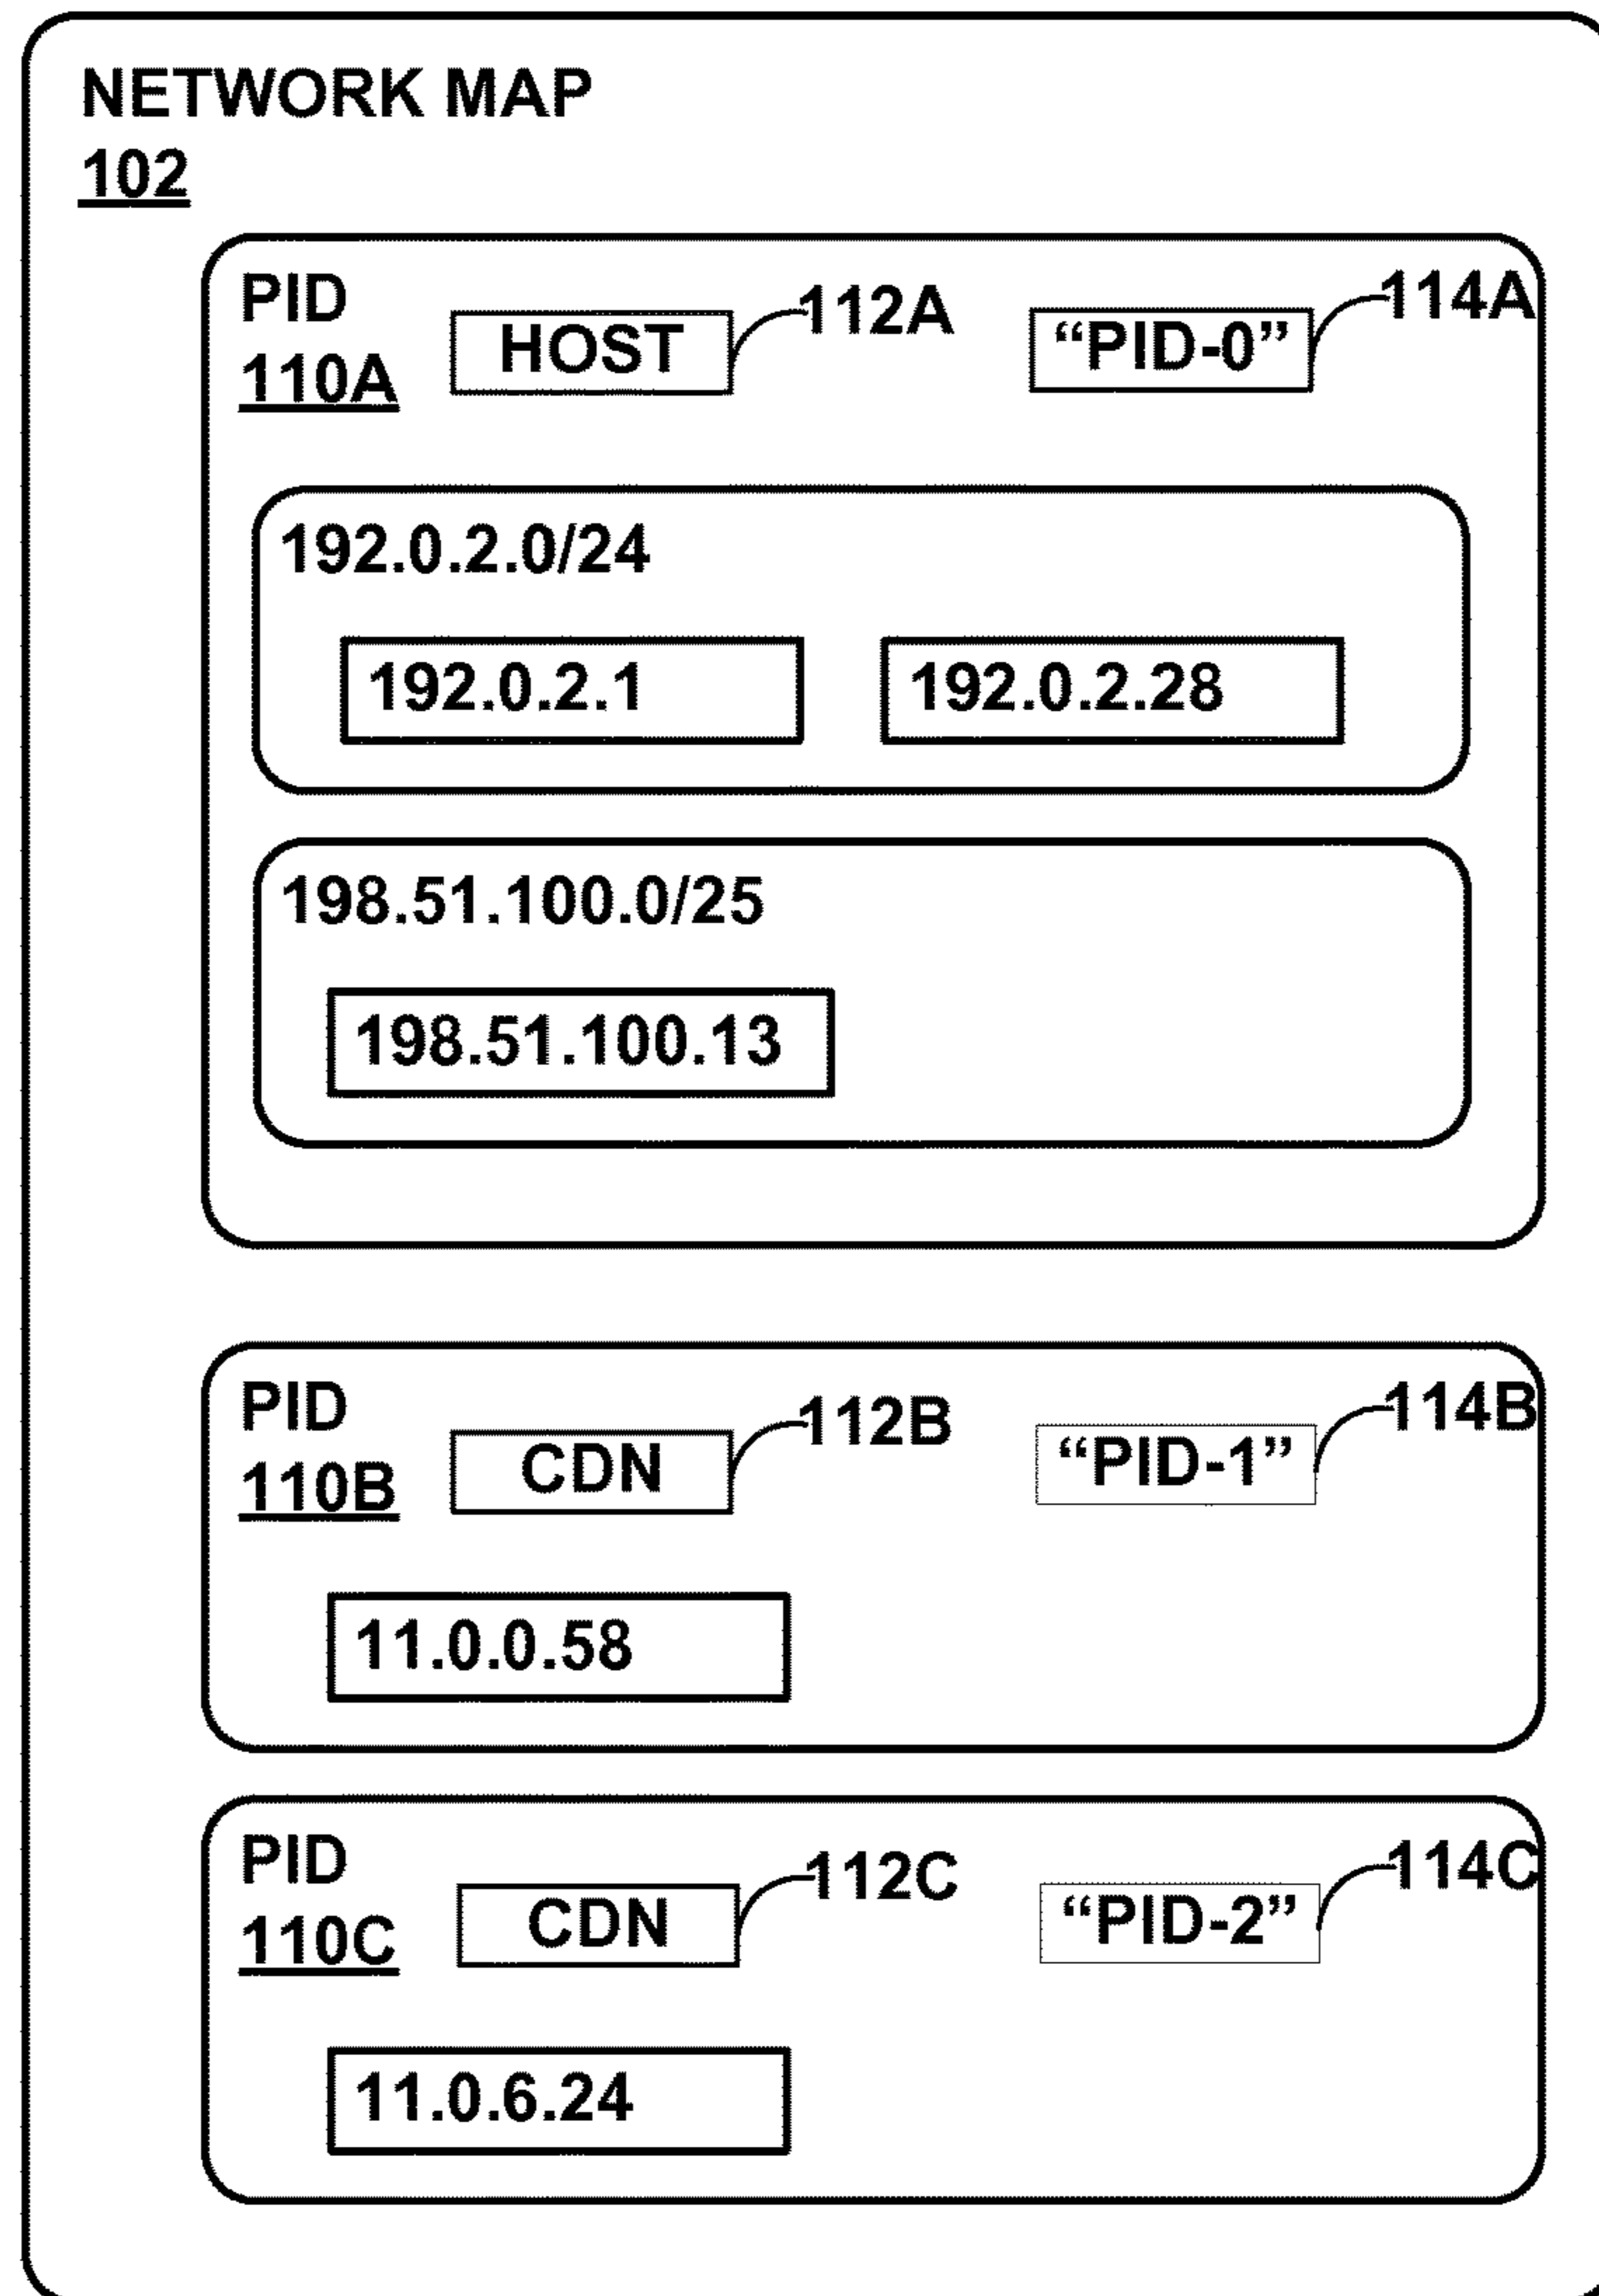 NETWORK MAP
102
PID
110A
HOST
112A
“PID-0”
114A
192.0.2.0/24
192.0.2.1
192.0.2.28
198.51.100.0/25
198.51.100.13
PID
110B
CDN
112B
“PID-1”
114B
11.0.0.58
PID
110C
CDN
112C
“PID-2”
114C
11.0.6.24